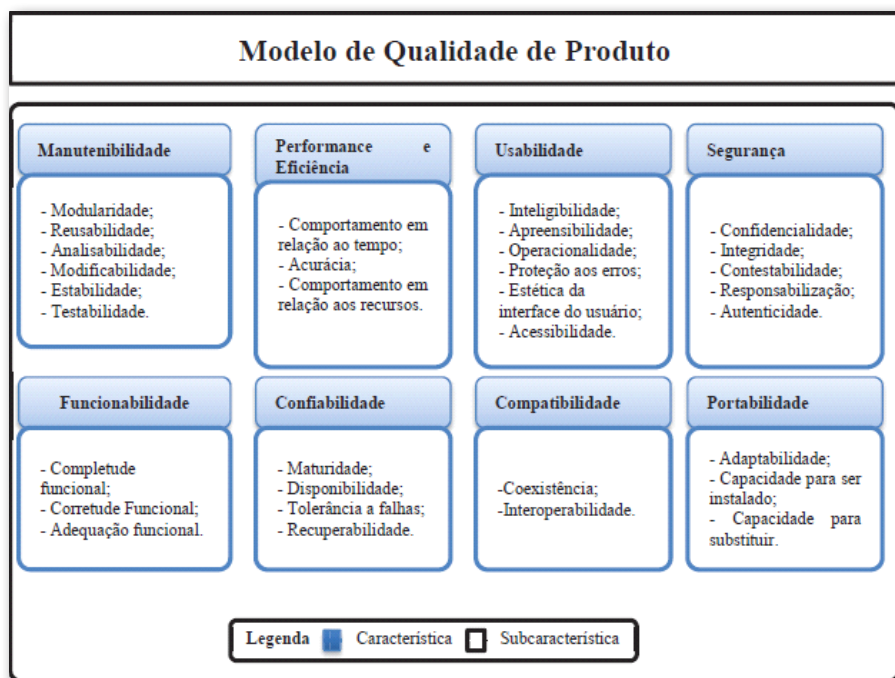 Modelo de Qualidade de Produto
Manutenibilidade
- Modularidade;
- Reusabilidade;
- Analisabilidade;
- Modificabilidade;
- Estabilidade;
- Testabilidade.
Performance e
Eficiência
- Comportamento em
relação ao tempo;
- Acurácia;
- Comportamento em
relação aos recursos.
Usabilidade
- Inteligibilidade;
- Apreensibilidade;
- Operacionalidade;
- Proteção aos erros;
- Estética da
interface do usuário;
- Acessibilidade.
Segurança
- Confidencialidade;
- Integridade;
- Contestabilidade;
- Responsabilização;
- Autenticidade.
Funcionabilidade
- Completude
funcional;
- Corretude Funcional;
- Adequação funcional.
Confiabilidade
- Maturidade;
- Disponibilidade;
- Tolerância a falhas;
- Recuperabilidade.
Compatibilidade
-Coexistência;
-Interoperabilidade.
Portabilidade
- Adaptabilidade;
- Capacidade para ser
instalado;
- Capacidade para
substituir.
Legenda Característica Subcaracterística